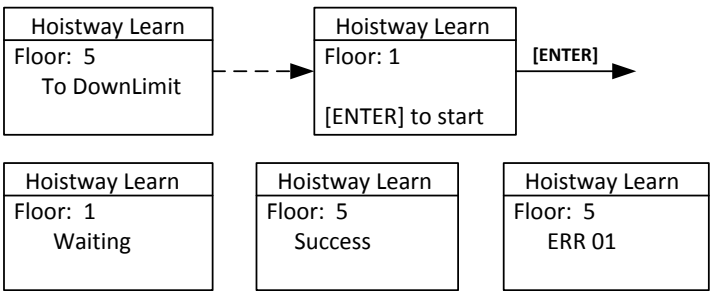 Hoistway Learn
Floor: 5
To DownLimit
Hoistway Learn
Floor: 1
[ENTER] to start
[ENTER]
Hoistway Learn
Floor: 1
Waiting
Hoistway Learn
Floor: 5
Success
Hoistway Learn
Floor: 5
ERR 01